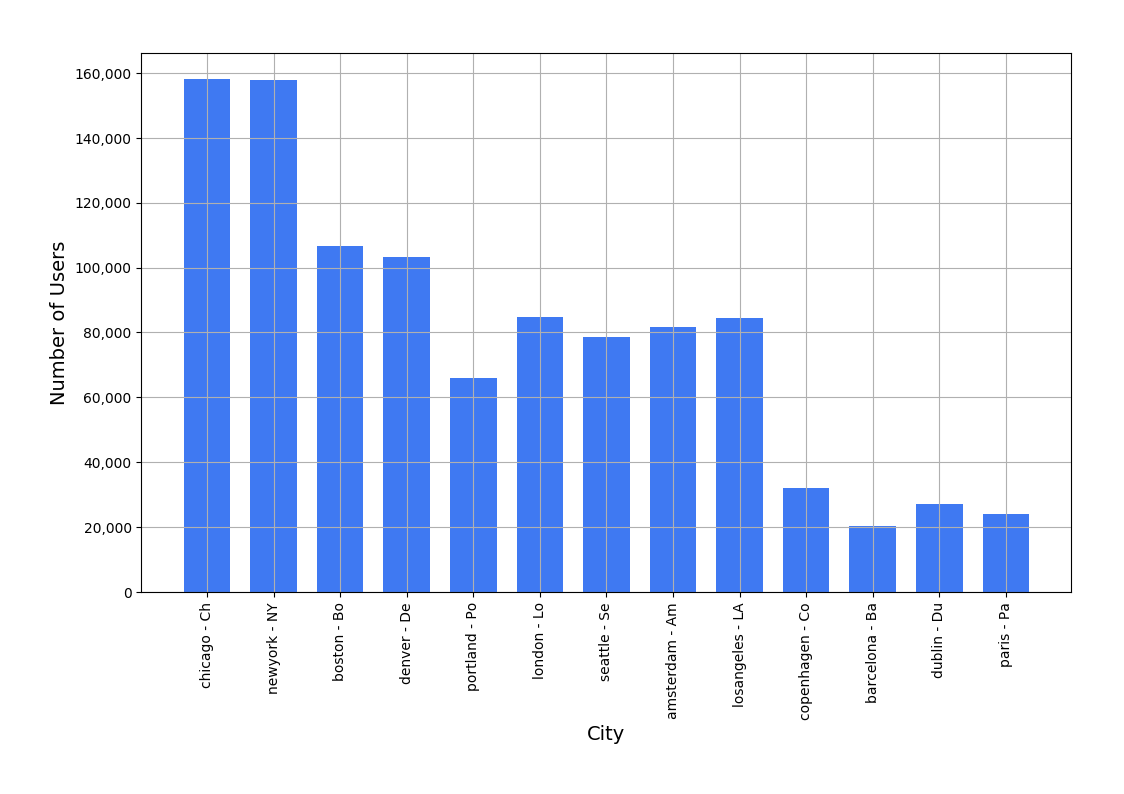 Number of Users
160,000
140,000
120,000
100,000
80,000
60,000
40,000
20,000
0
chicago - Ch
newyork - NY
boston - Bo
denver - De
portland - Po
london - Lo
seattle - Se
amsterdam - Am
losangeles - LA
copenhagen - Co
barcelona - Ba
dublin - Du
paris - Pa
City